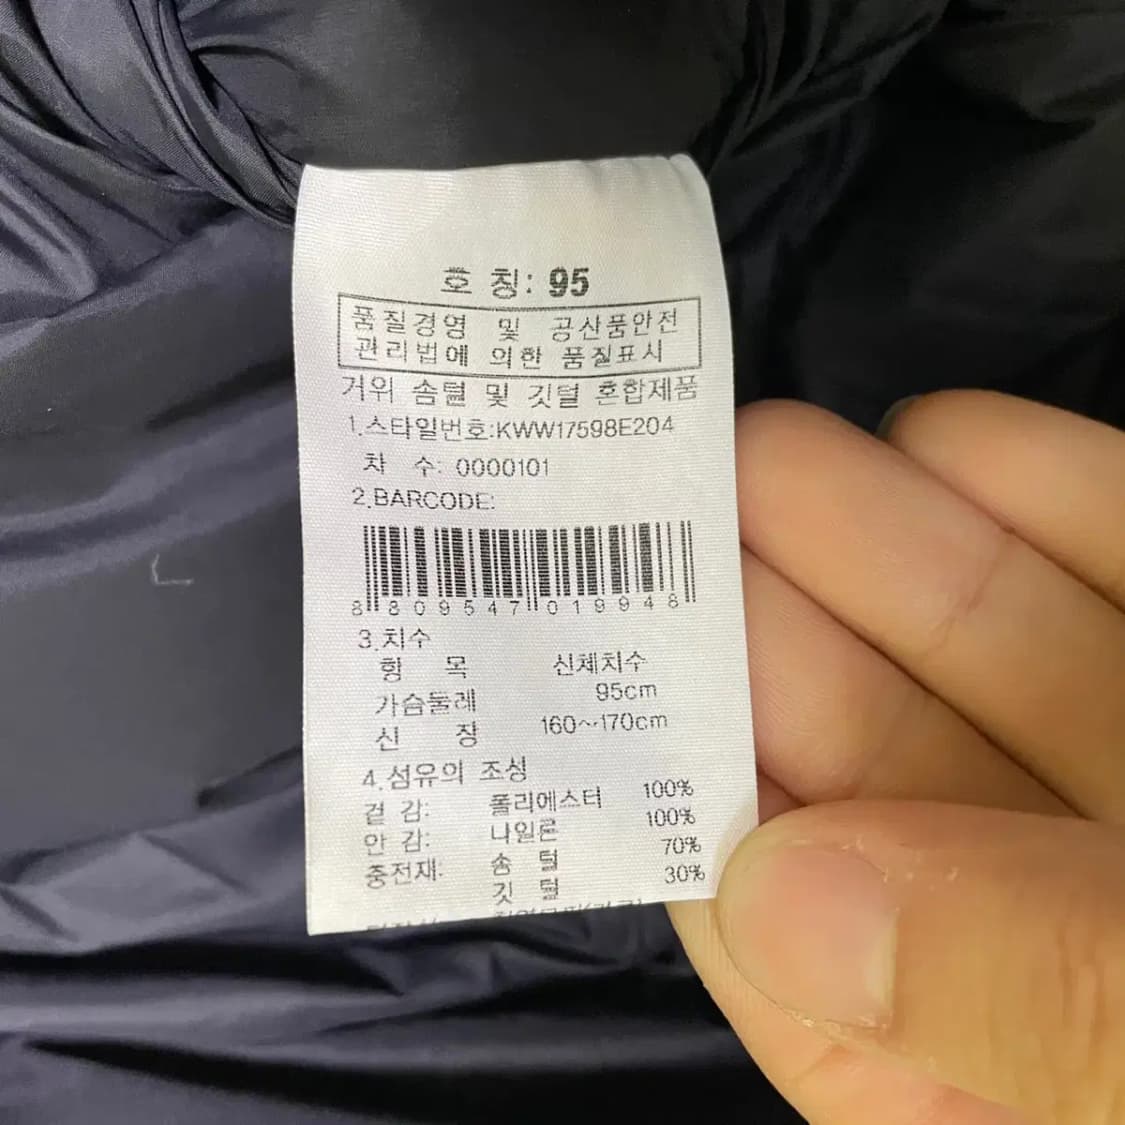 호 칭: 95
품질경영 및 공산품안전
관리법에 의한 품질표시
거위 솜털 및 깃털 혼합제품
1.스타일번호:KWW17598E204
차 수: 0000101
2.BARCODE:
8 809547 019948
3.치수
항 목 신체치수
가슴둘레 95cm
신 장 160~170cm
4.섬유의 조성
겉 감: 폴리에스터 100%
안 감: 나일론 100%
충전재: 솜 털 70%
깃 털 30%